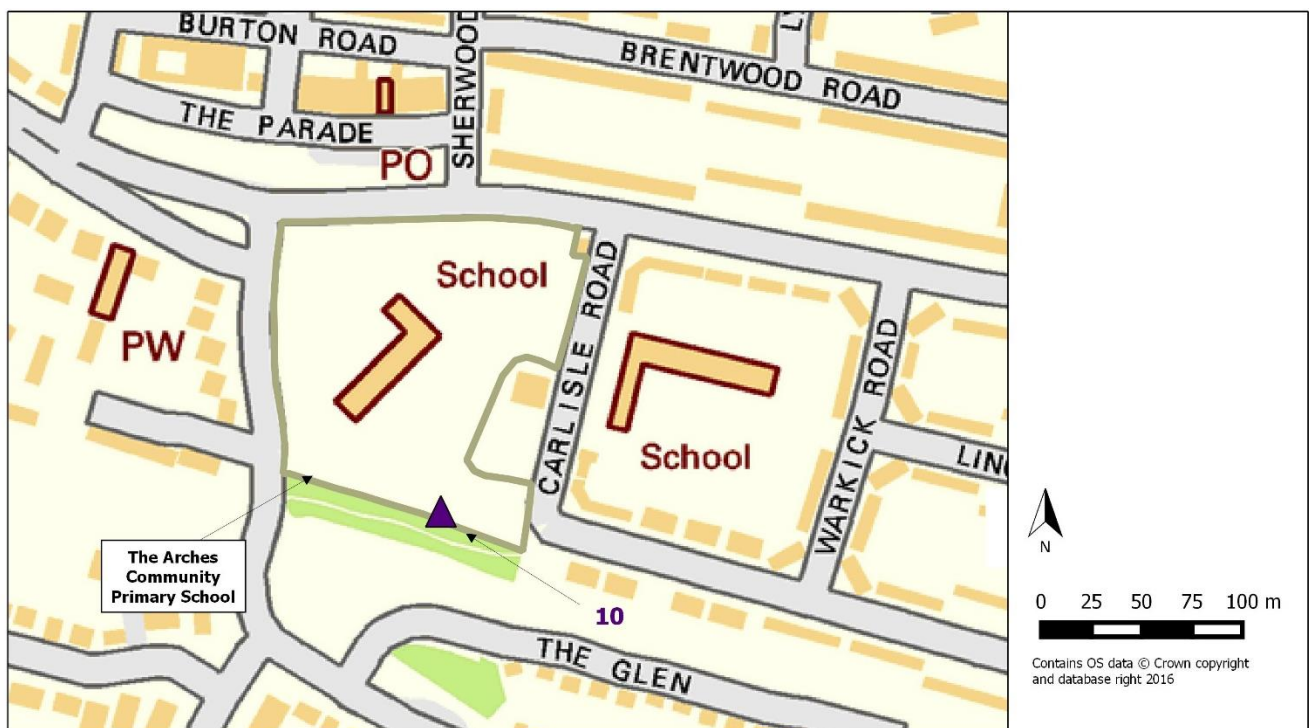 BURTON ROAD
SHERWOOD
BRENTWOOD ROAD
THE PARADE
PO
School
CARLISLE ROAD
PW
School
WARKICK ROAD
The Arches
Community
Primary School
10
THE GLEN
N
0 25 50 75 100 m
Contains OS data © Crown copyright
and database right 2016